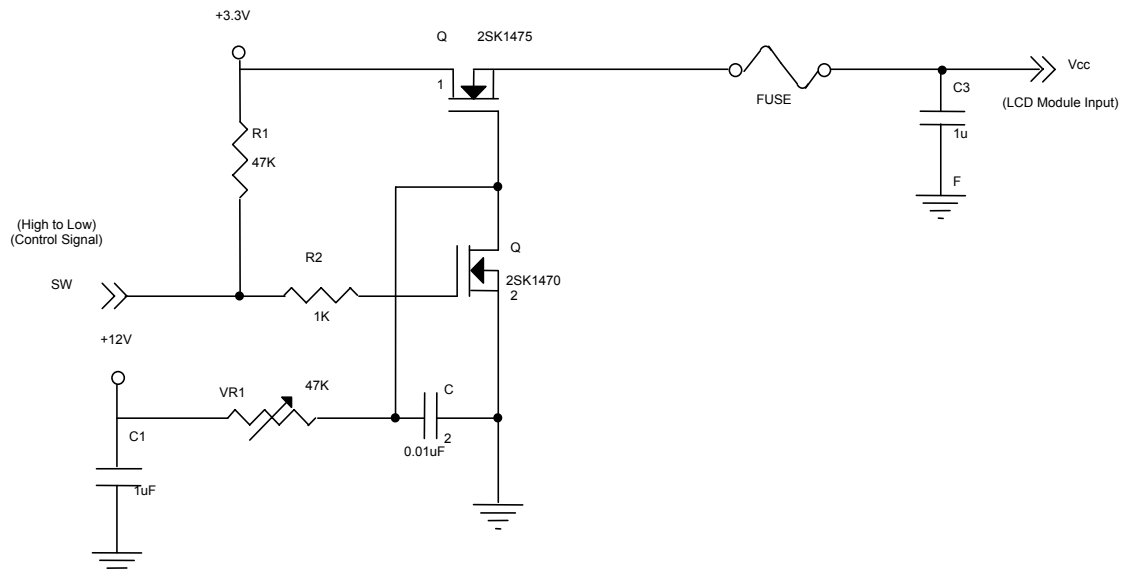 +3.3V
Q 2SK1475
1
Vcc
FUSE
C3
(LCD Module Input)
1u
F
R1
47K
(High to Low)
(Control Signal)
SW
R2
1K
Q
2SK1470
2
+12V
VR1
47K
C
2
0.01uF
C1
1uF